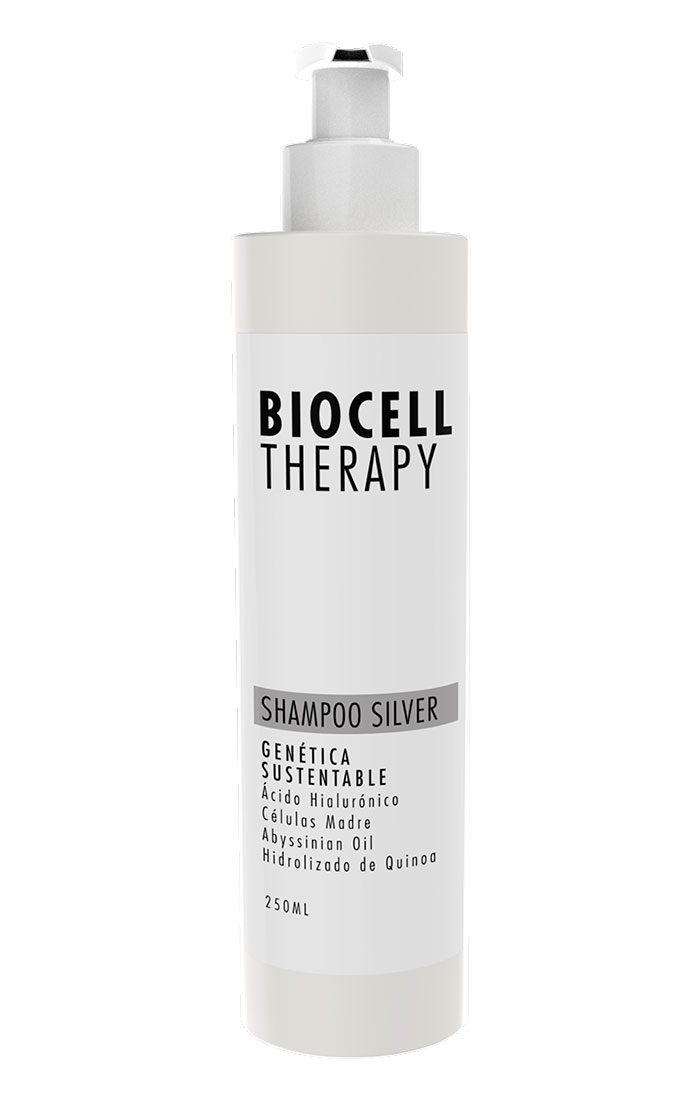 BIOCELL
THERAPY
SHAMPOO SILVER
GENÉTICA
SUSTENTABLE
Ácido Hialurónico
Células Madre
Abyssinian Oil
Hidrolizado de Quinoa
250ML